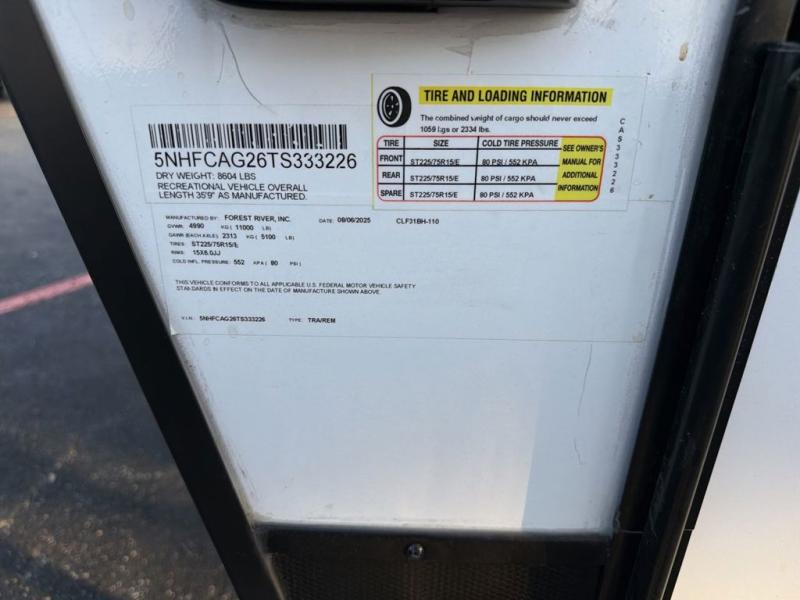 TIRE AND LOADING INFORMATION
The combined weight of cargo should never exceed
1059 kgs or 2334 lbs.
TIRE SIZE COLD TIRE PRESSURE SEE OWNER'S MANUAL FOR ADDITIONAL INFORMATION
FRONT ST225/75R15/E 80 PSI / 552 KPA
REAR ST225/75R15/E 80 PSI / 552 KPA
SPARE ST225/75R15/E 80 PSI / 552 KPA
CAS333226
5NHFCAG26TS333226
DRY WEIGHT: 8604 LBS
RECREATIONAL VEHICLE OVERALL
LENGTH 35'9" AS MANUFACTURED.
MANUFACTURED BY: FOREST RIVER, INC. DATE: 08/06/2025 CLF31BH-110
GVWR: 4990 KG ( 11000 LB)
GAWR (EACH AXLE): 2313 KG ( 5100 LB)
TIRES: ST225/75R15/E
RIMS: 15X6.0JJ
COLD INFL. PRESSURE: 552 KPA ( 80 PSI)
THIS VEHICLE CONFORMS TO ALL APPLICABLE U.S. FEDERAL MOTOR VEHICLE SAFETY
STANDARDS IN EFFECT ON THE DATE OF MANUFACTURE SHOWN ABOVE.
V.I.N.: 5NHFCAG26TS333226 TYPE: TRA/REM